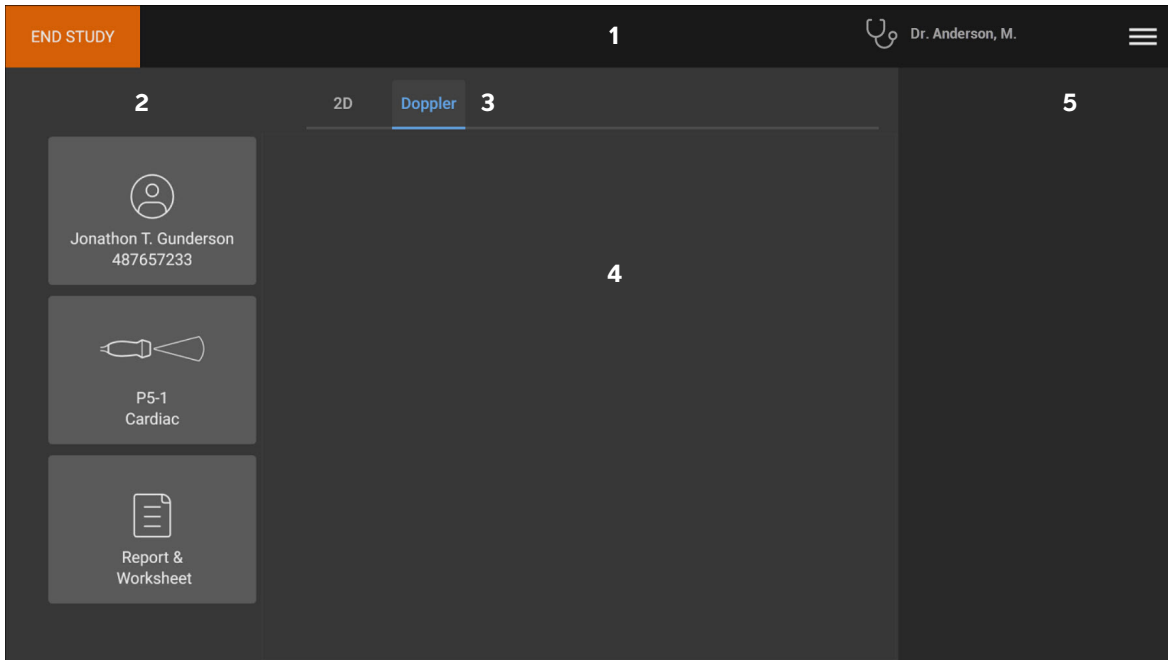 END STUDY
1
Dr. Anderson, M.
2
2D
Doppler
3
5
Jonathon T. Gunderson
487657233
4
P5-1
Cardiac
Report &
Worksheet